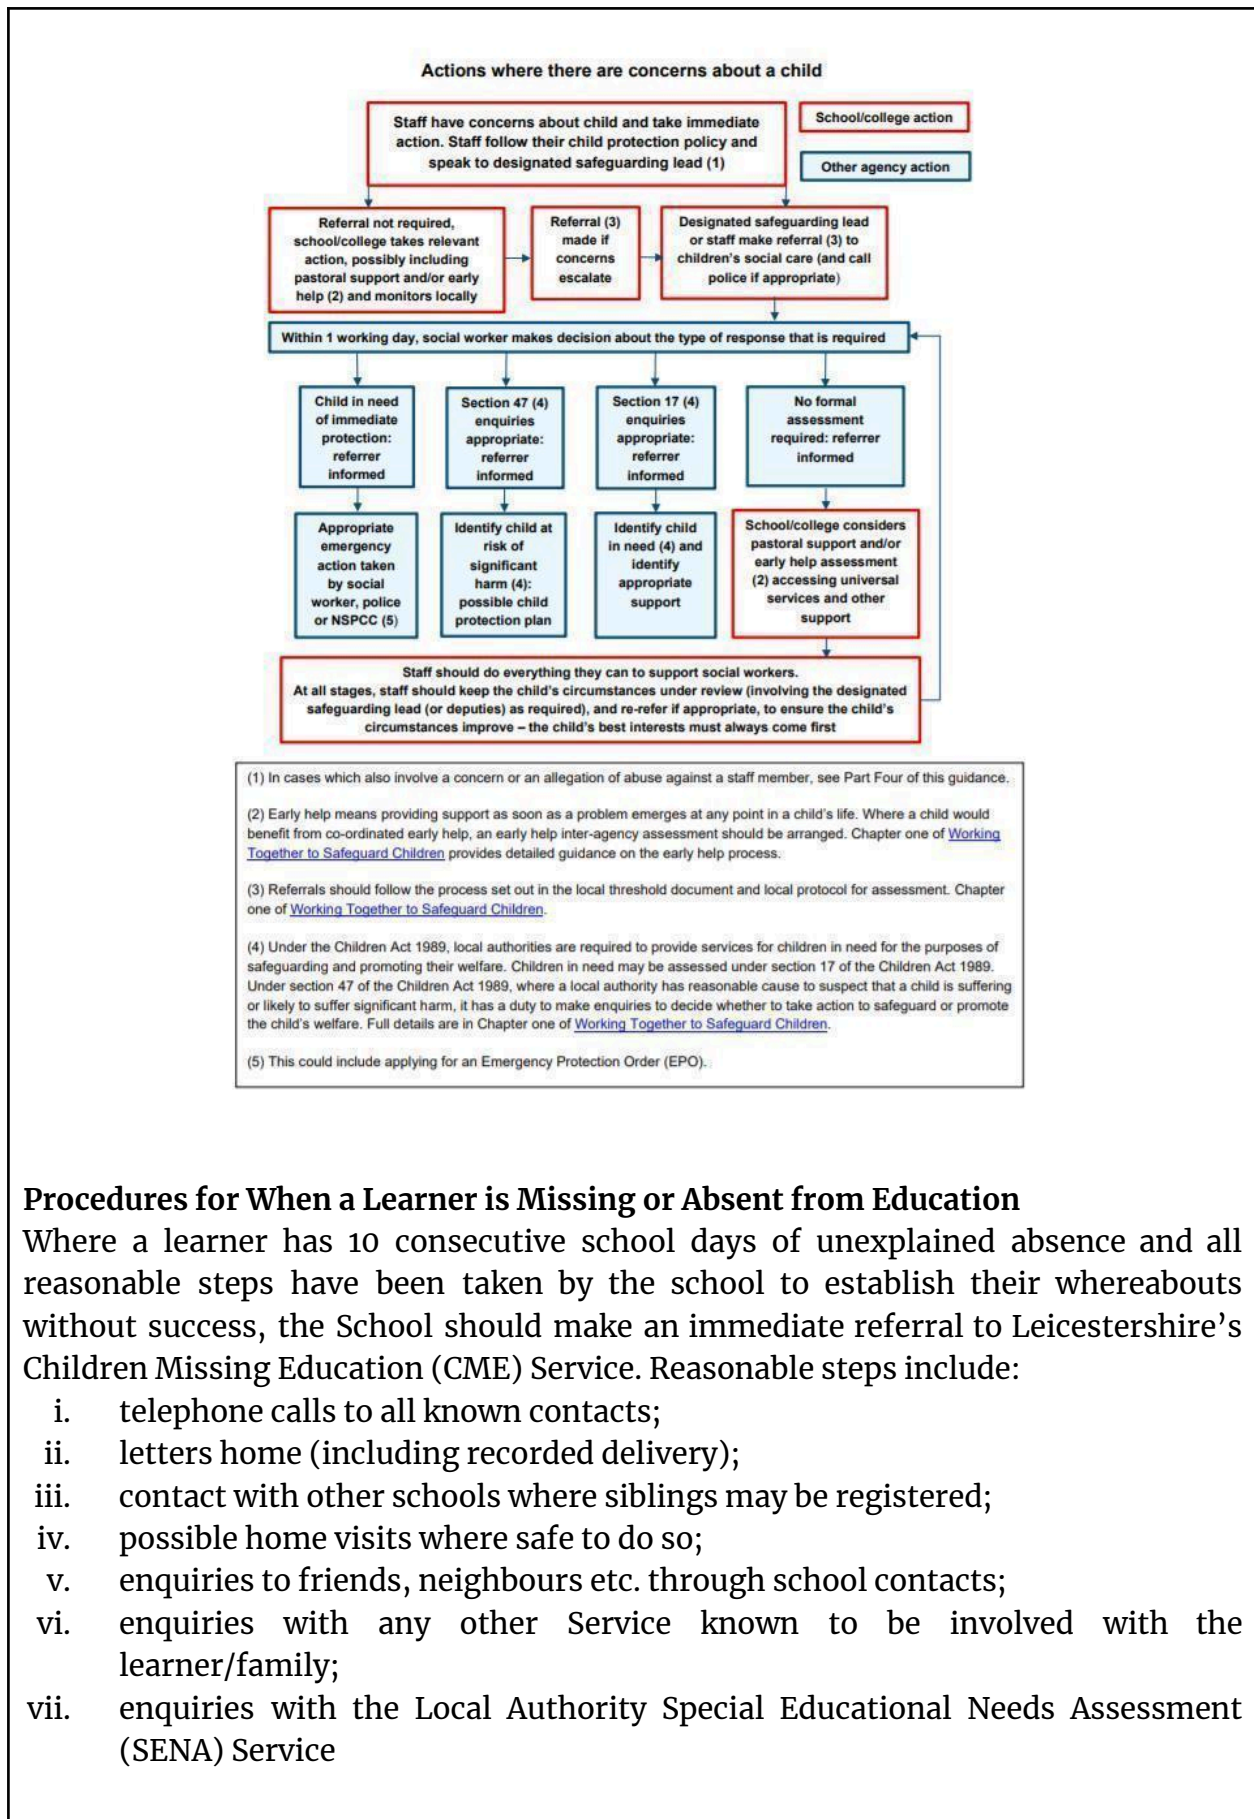 Actions where there are concerns about a child
Staff have concerns about child and take immediate
action. Staff follow their child protection policy and
speak to designated safeguarding lead (1)
School/college action
Other agency action
Referral not required,
school/college takes relevant
action, possibly including
pastoral support and/or early
help (2) and monitors locally
Referral (3)
made if
concerns
escalate
Designated safeguarding lead
or staff make referral (3) to
children's social care (and call
police if appropriate)
Within 1 working day, social worker makes decision about the type of response that is required
Child in need
of immediate
protection:
referrer
informed
Section 47 (4)
enquiries
appropriate:
referrer
informed
Section 17 (4)
enquiries
appropriate:
referrer
informed
No formal
assessment
required: referrer
informed
Appropriate
emergency
action taken
by social
worker, police
or NSPCC (5)
Identify child at
risk of
significant
harm (4):
possible child
protection plan
Identify child
in need (4) and
identify
appropriate
support
School/college considers
pastoral support and/or
early help assessment
(2) accessing universal
services and other
support
Staff should do everything they can to support social workers.
At all stages, staff should keep the child's circumstances under review (involving the designated
safeguarding lead (or deputies) as required), and re-refer if appropriate, to ensure the child's
circumstances improve – the child's best interests must always come first
(1) In cases which also involve a concern or an allegation of abuse against a staff member, see Part Four of this guidance.
(2) Early help means providing support as soon as a problem emerges at any point in a child's life. Where a child would
benefit from co-ordinated early help, an early help inter-agency assessment should be arranged. Chapter one of Working
Together to Safeguard Children provides detailed guidance on the early help process.
(3) Referrals should follow the process set out in the local threshold document and local protocol for assessment. Chapter
one of Working Together to Safeguard Children.
(4) Under the Children Act 1989, local authorities are required to provide services for children in need for the purposes of
safeguarding and promoting their welfare. Children in need may be assessed under section 17 of the Children Act 1989.
Under section 47 of the Children Act 1989, where a local authority has reasonable cause to suspect that a child is suffering
or likely to suffer significant harm, it has a duty to make enquiries to decide whether to take action to safeguard or promote
the child's welfare. Full details are in Chapter one of Working Together to Safeguard Children.
(5) This could include applying for an Emergency Protection Order (EPO).
Procedures for When a Learner is Missing or Absent from Education
Where a learner has 10 consecutive school days of unexplained absence and all
reasonable steps have been taken by the school to establish their whereabouts
without success, the School should make an immediate referral to Leicestershire's
Children Missing Education (CME) Service. Reasonable steps include:
i. telephone calls to all known contacts;
ii. letters home (including recorded delivery);
iii. contact with other schools where siblings may be registered;
iv. possible home visits where safe to do so;
v. enquiries to friends, neighbours etc. through school contacts;
vi. enquiries with any other Service known to be involved with the
learner/family;
vii. enquiries with the Local Authority Special Educational Needs Assessment
(SENA) Service